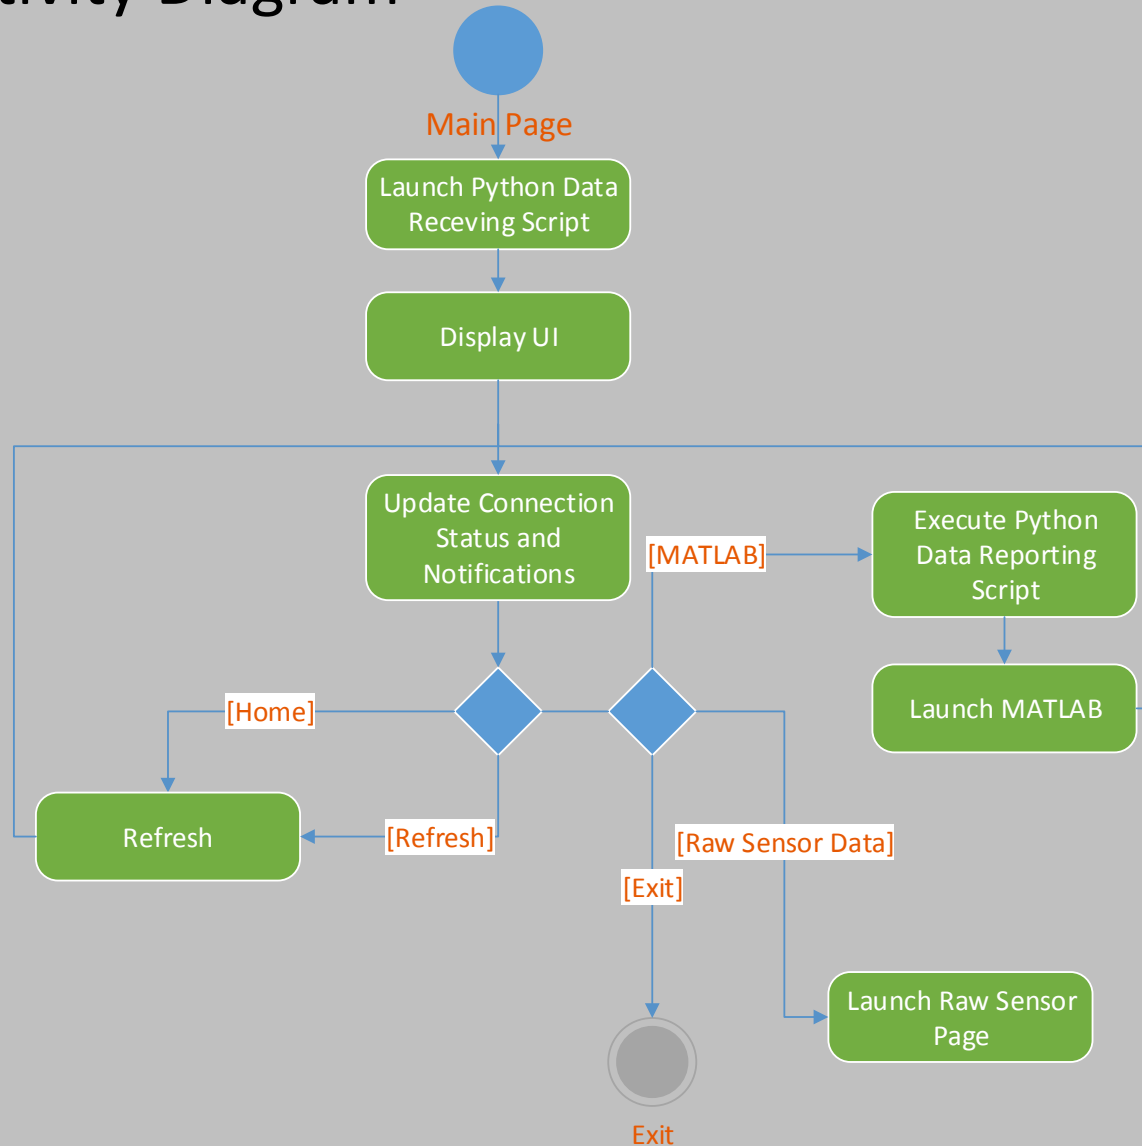 Main Page
Launch Python Data
Receving Script
Display UI
Update Connection
Status and
Notifications
[MATLAB]
Execute Python
Data Reporting
Script
Launch MATLAB
[Home]
[Refresh]
Refresh
[Raw Sensor Data]
[Exit]
Launch Raw Sensor
Page
Exit